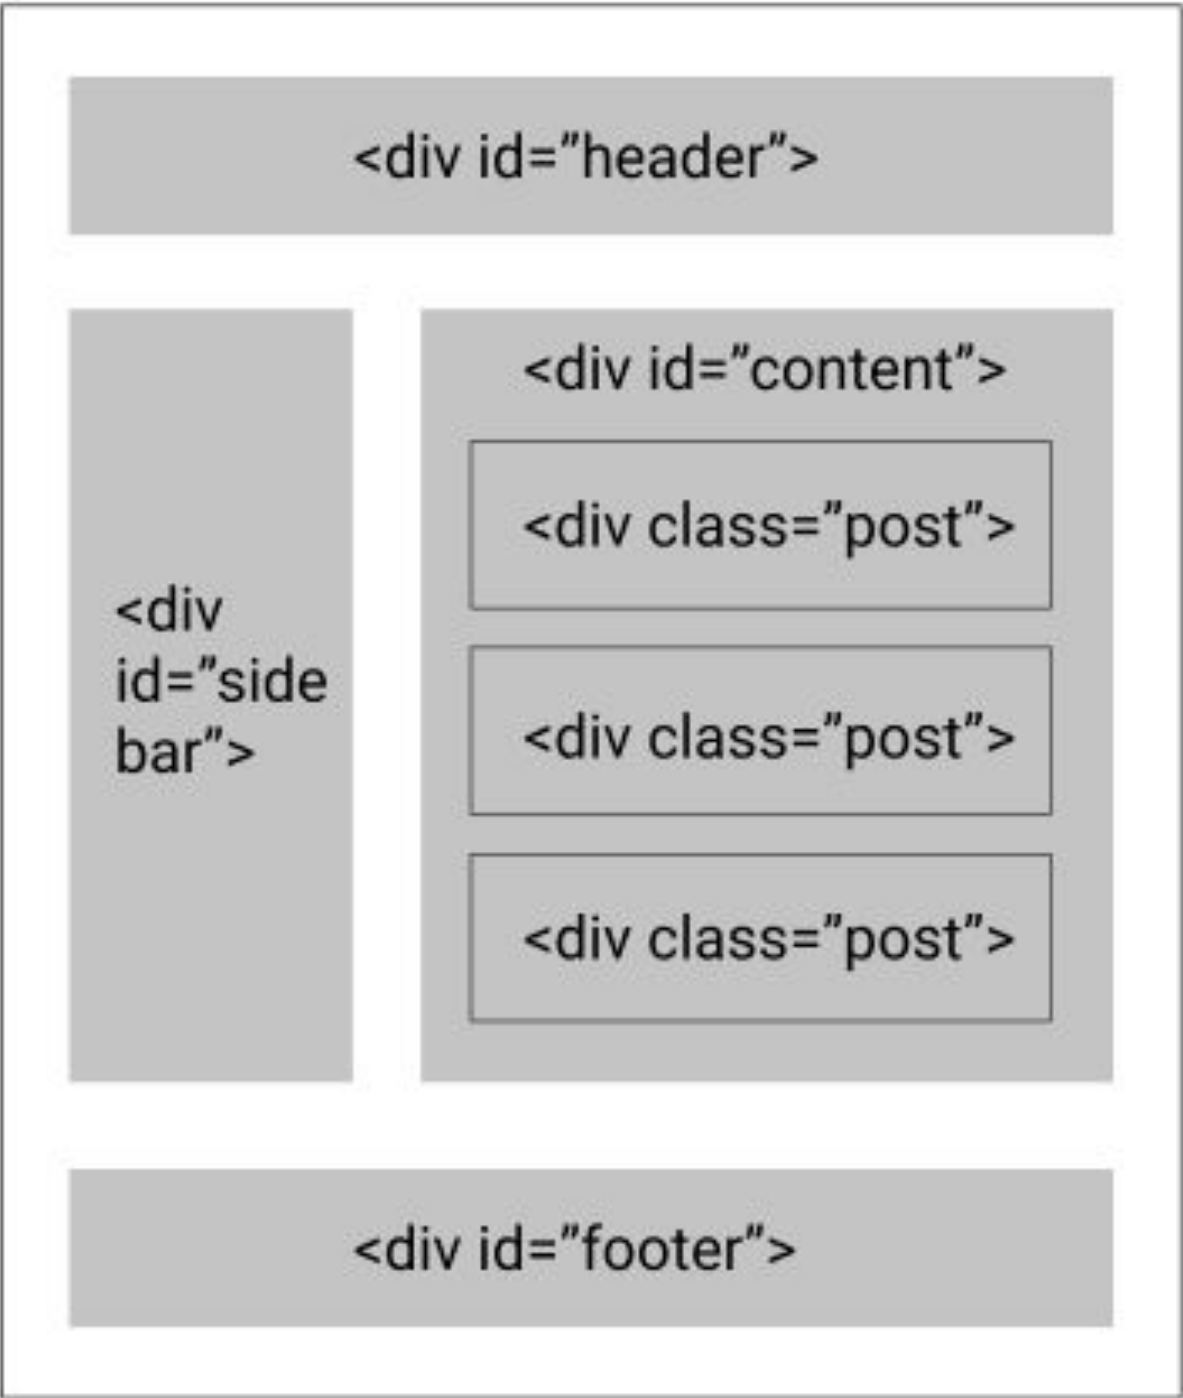 <div id=”header”>
<div
id=”side
bar”>
<div id=”content”>
<div class=”post”>
<div class=”post”>
<div class=”post”>
<div id=”footer”>